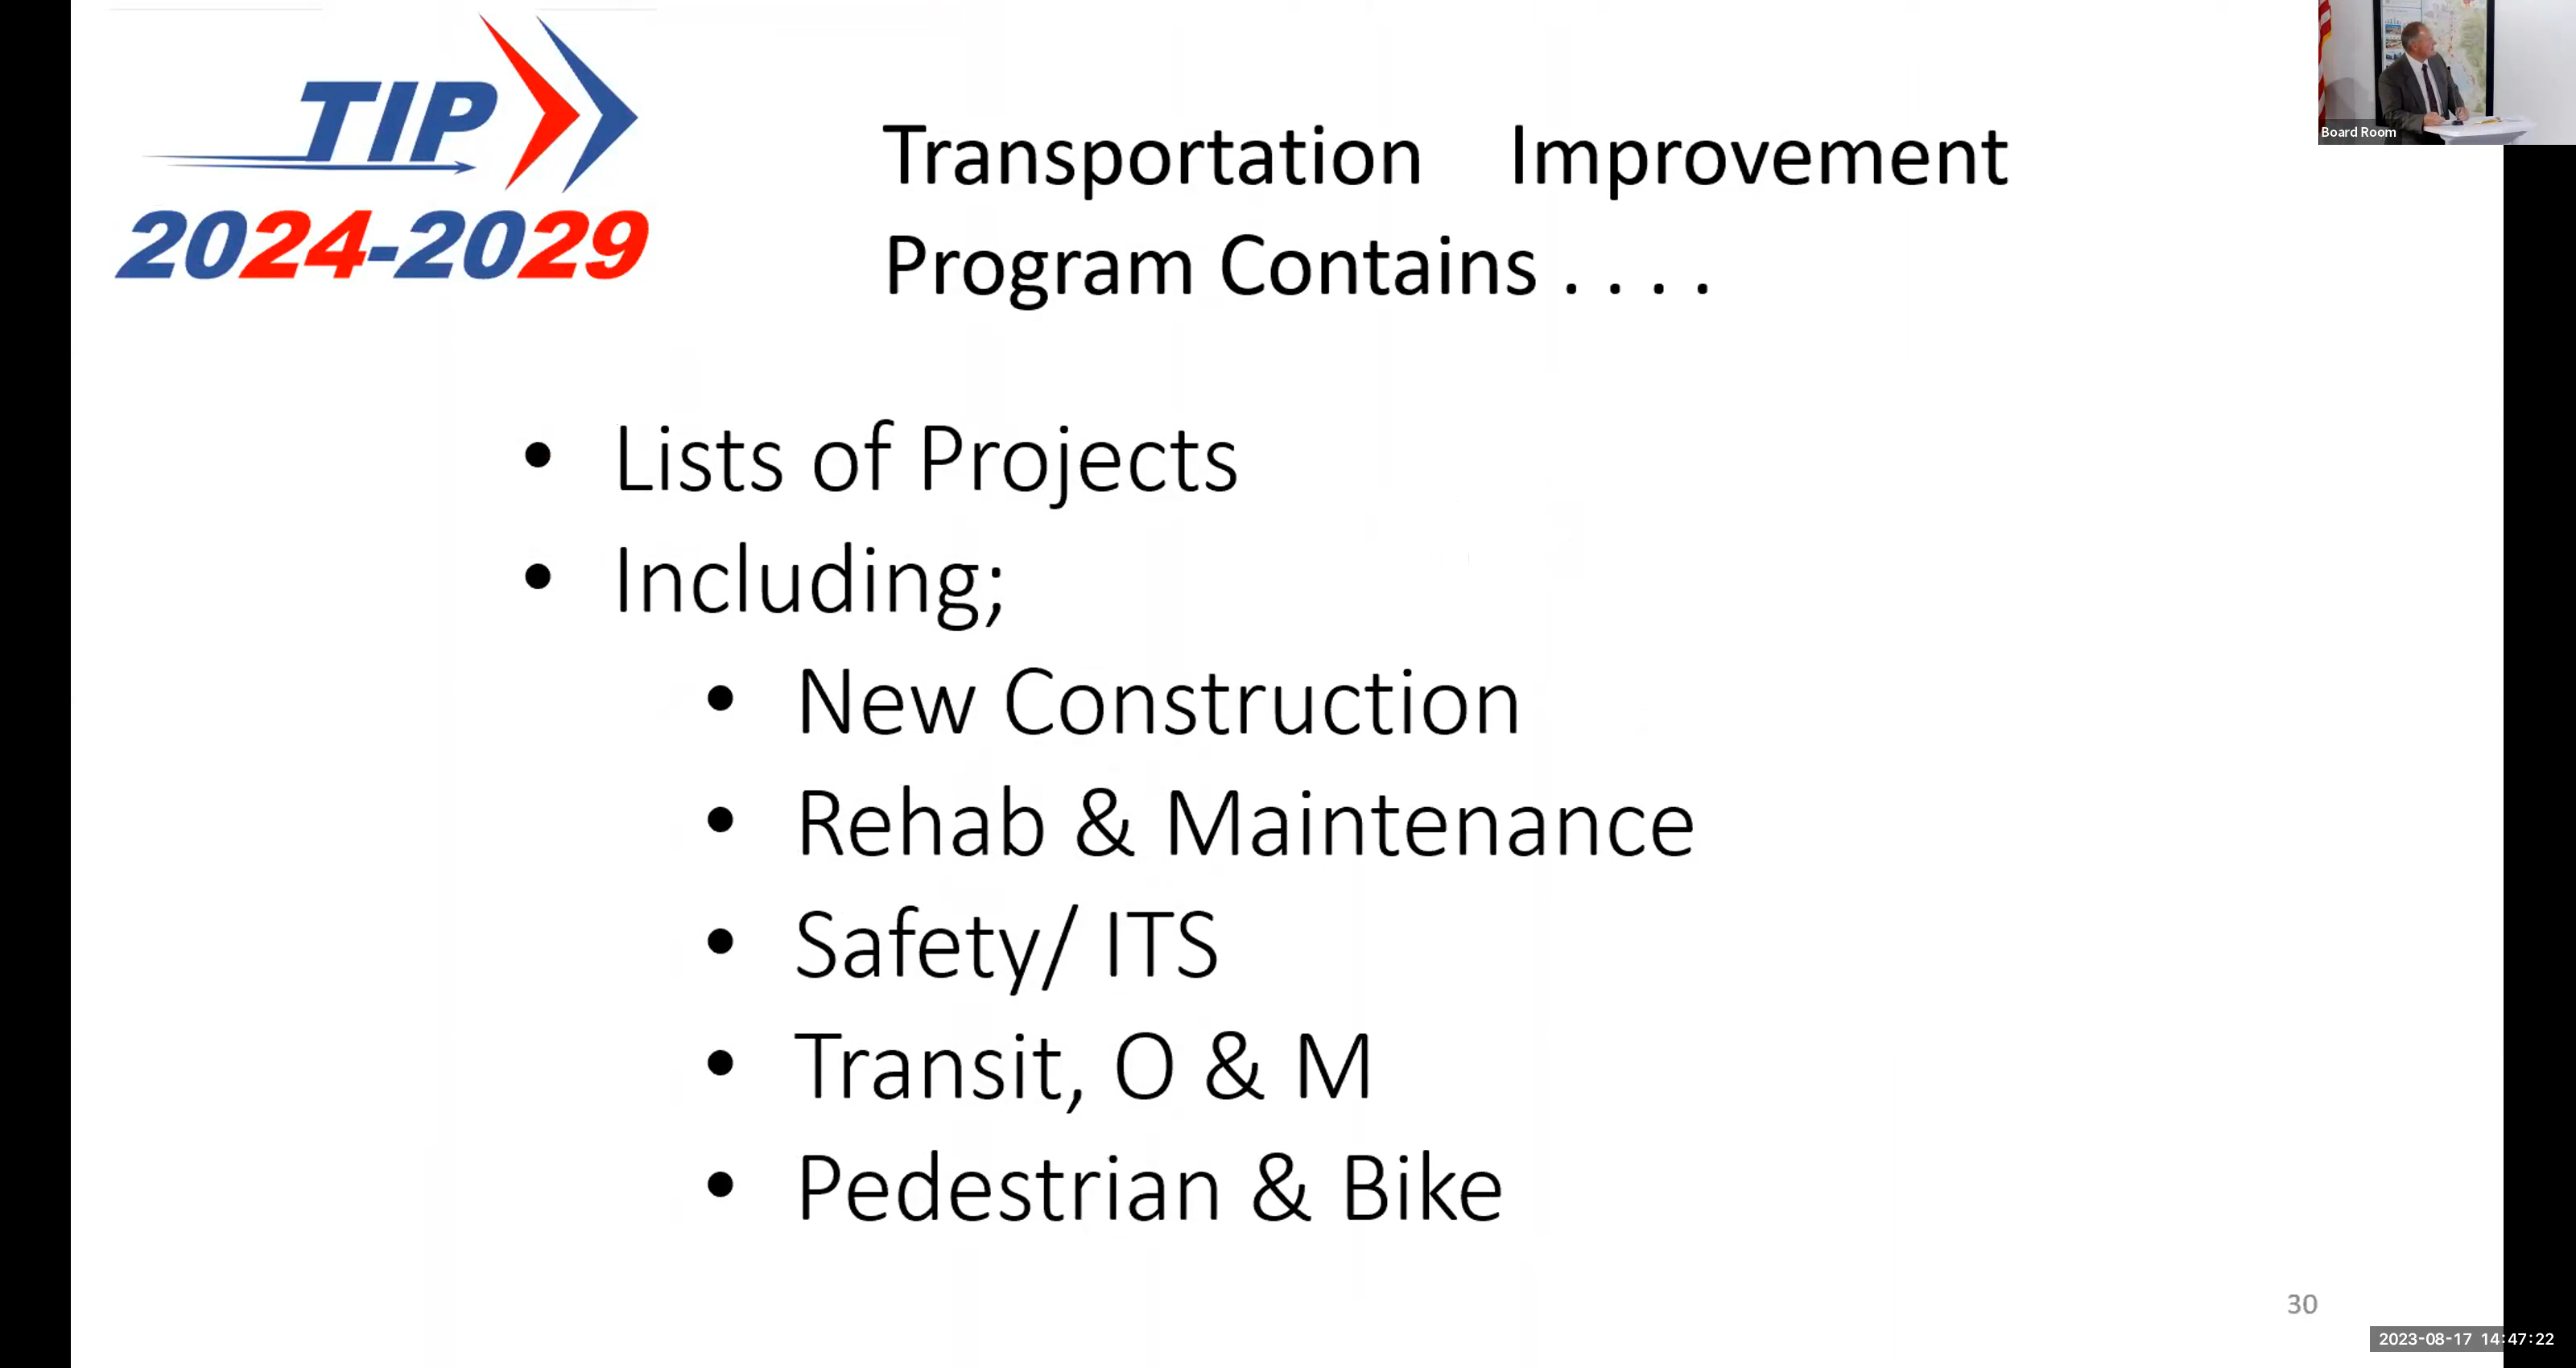 TIP
2024-2029
Transportation Improvement
Program Contains . . . .
• Lists of Projects
• Including;
• New Construction
• Rehab & Maintenance
• Safety/ ITS
• Transit, O & M
• Pedestrian & Bike
30
Board Room
2023-08-17 14:47:22